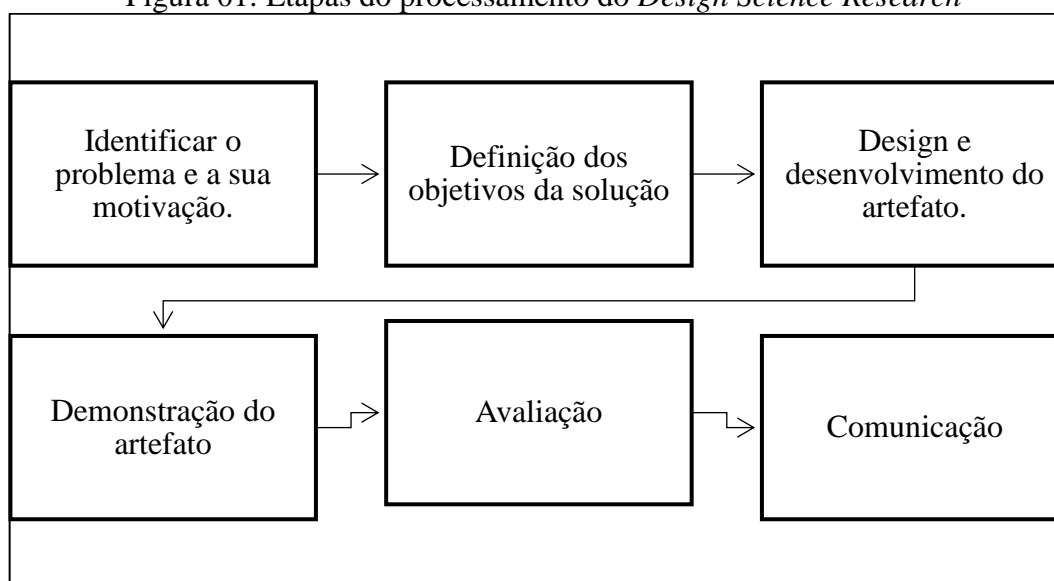 Figura 01: Etapas do processamento do Design Science Research
Identificar o
problema e a sua
motivação.
Definição dos
objetivos da solução
Design e
desenvolvimento do
artefato.
Demonstração do
artefato
Avaliação
Comunicação